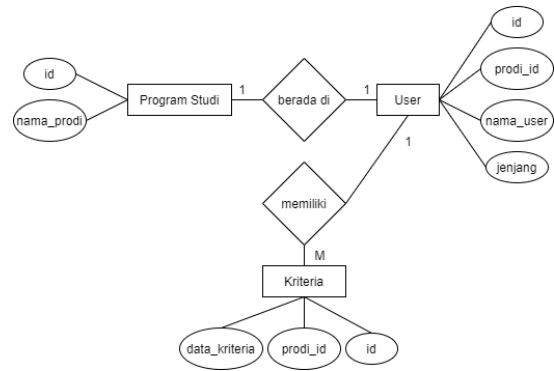 id
prodi_id
id
Program Studi
1
berada di
1
User
nama_prodi
nama_user
1
jenjang
memiliki
M
Kriteria
data_kriteria
prodi_id
id